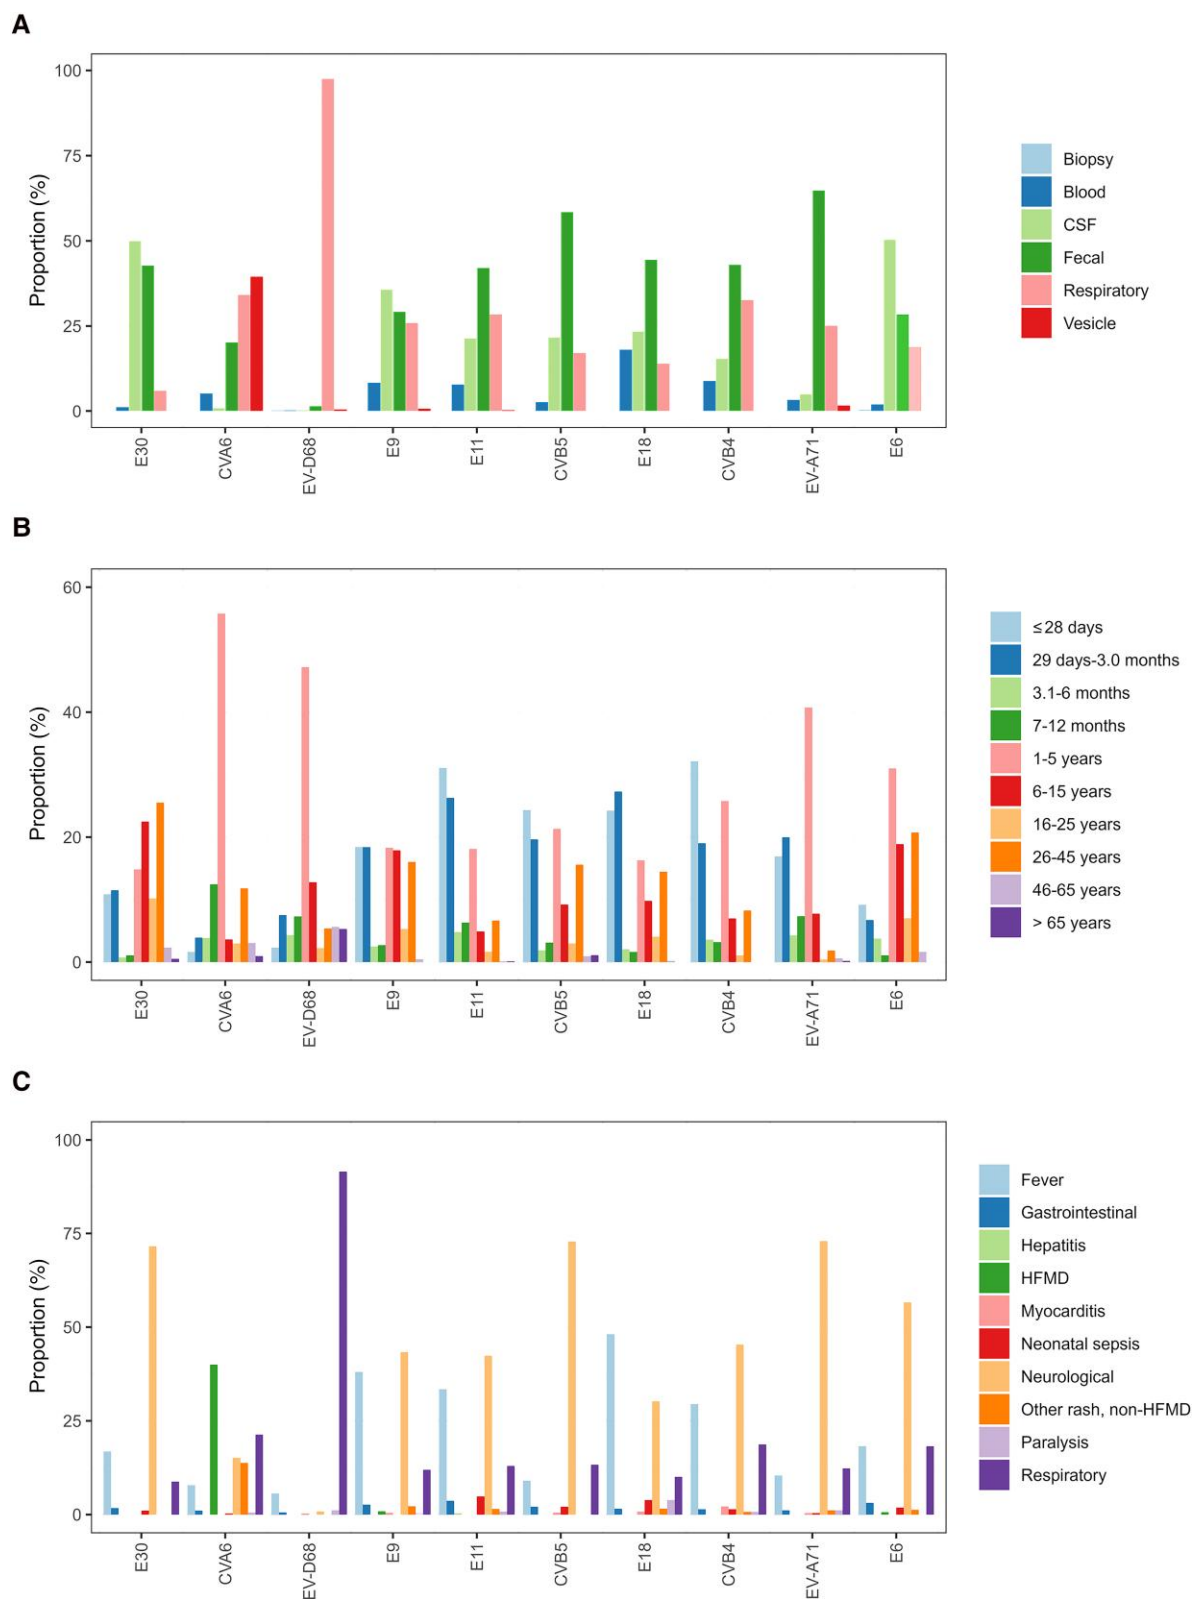 A
Proportion (%)
100
75
50
25
0
E30
CVA6
EV-D68
E9
E11
CVB5
E18
CVB4
EV-A71
E6
Biopsy
Blood
CSF
Fecal
Respiratory
Vesicle
B
Proportion (%)
60
40
20
0
E30
CVA6
EV-D68
E9
E11
CVB5
E18
CVB4
EV-A71
E6
≤28 days
29 days-3.0 months
3.1-6 months
7-12 months
1-5 years
6-15 years
16-25 years
26-45 years
46-65 years
> 65 years
C
Proportion (%)
100
75
50
25
0
E30
CVA6
EV-D68
E9
E11
CVB5
E18
CVB4
EV-A71
E6
Fever
Gastrointestinal
Hepatitis
HFMD
Myocarditis
Neonatal sepsis
Neurological
Other rash, non-HFMD
Paralysis
Respiratory